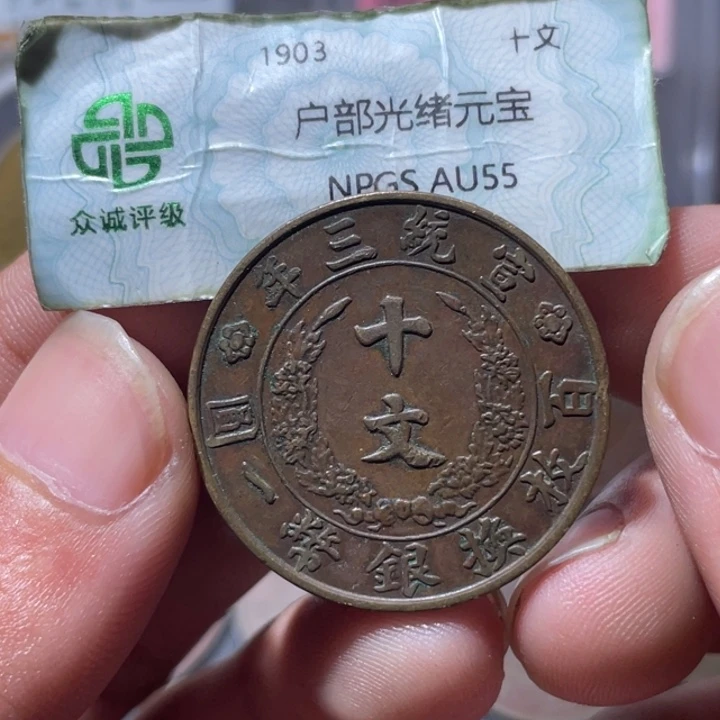 1903 十文
户部光绪元宝
NPGS AU55
众诚评级
宣統三年
十
文
百枚換銀幣一圓